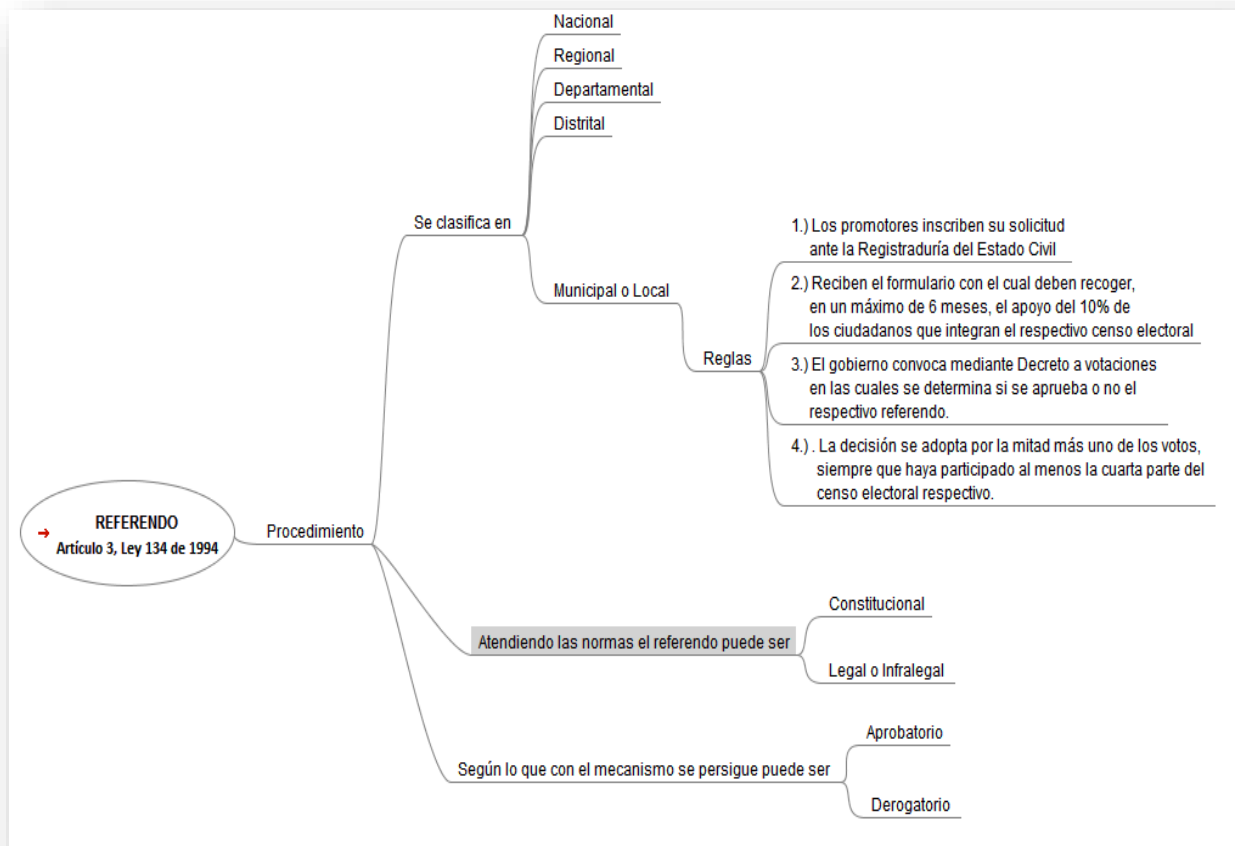 Nacional
Regional
Departamental
Distrital
Se clasifica en
Municipal o Local
Reglas
1.) Los promotores inscriben su solicitud
ante la Registraduría del Estado Civil
2.) Reciben el formulario con el cual deben recoger,
en un máximo de 6 meses, el apoyo del 10% de
los ciudadanos que integran el respectivo censo electoral
3.) El gobierno convoca mediante Decreto a votaciones
en las cuales se determina si se aprueba o no el
respectivo referendo.
4.) . La decisión se adopta por la mitad más uno de los votos,
siempre que haya participado al menos la cuarta parte del
censo electoral respectivo.
REFERENDO
Artículo 3, Ley 134 de 1994
Procedimiento
Atendiendo las normas el referendo puede ser
Constitucional
Legal o Infralegal
Según lo que con el mecanismo se persigue puede ser
Aprobatorio
Derogatorio